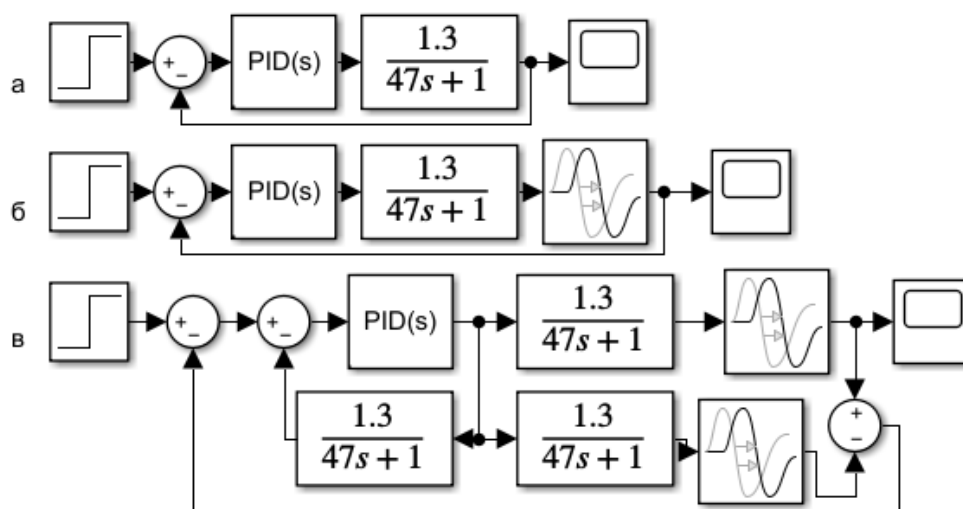 а
+
−
PID(s)
1.3
47s + 1
б
+
−
PID(s)
1.3
47s + 1
в
+
−
+
−
PID(s)
1.3
47s + 1
1.3
47s + 1
1.3
47s + 1
+
−